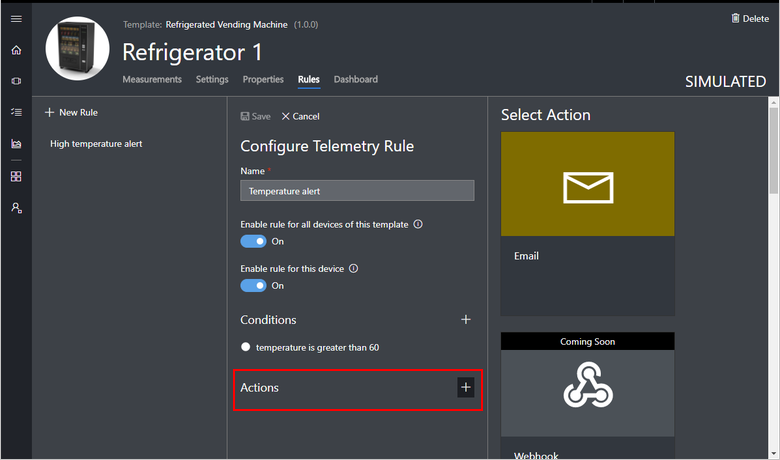 Template: Refrigerated Vending Machine (1.0.0)
Delete
Refrigerator 1
Measurements Settings Properties Rules Dashboard
SIMULATED
New Rule
High temperature alert
Save Cancel
Configure Telemetry Rule
Name *
Temperature alert
Enable rule for all devices of this template
On
Enable rule for this device
On
Conditions
temperature is greater than 60
Actions
Select Action
Email
Coming Soon
Webhook